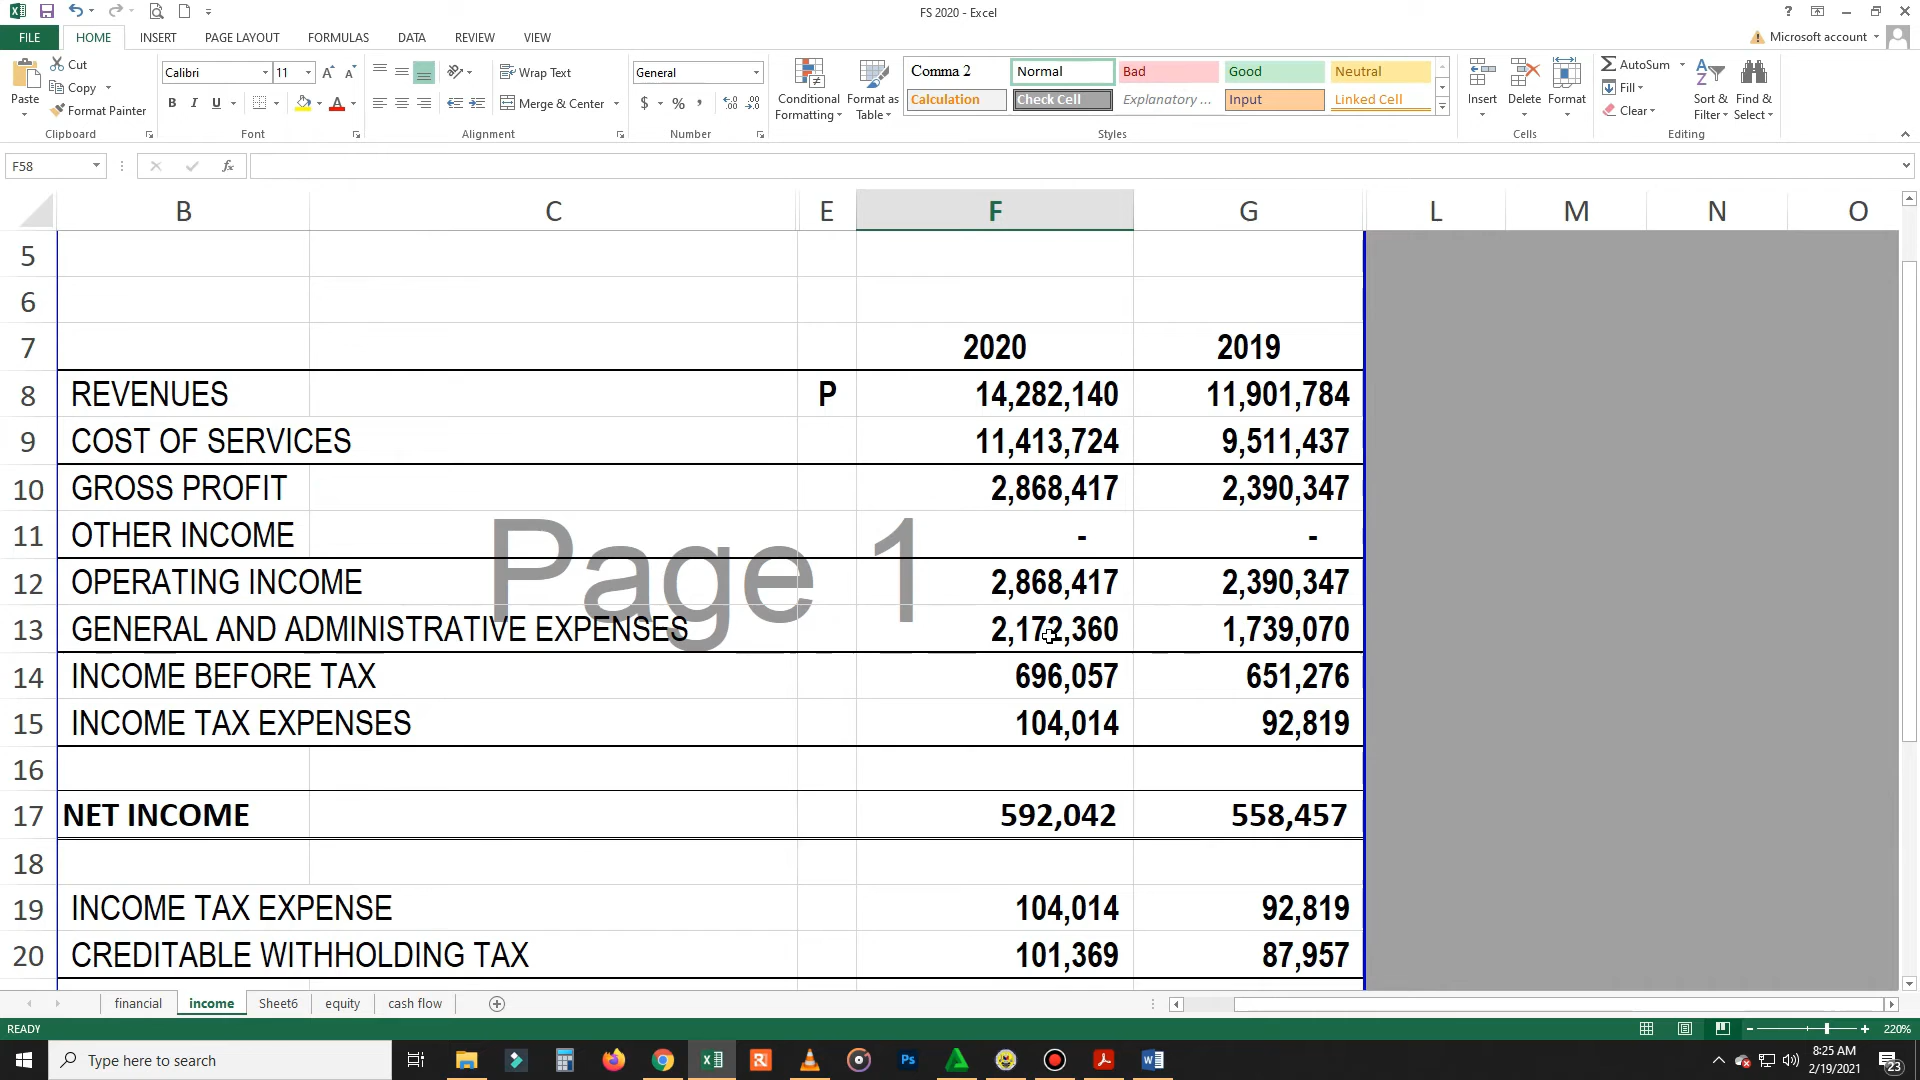 FS 2020 - Excel
FILE HOME INSERT PAGE LAYOUT FORMULAS DATA REVIEW VIEW
Microsoft account
Paste
Cut
Copy
Format Painter
Clipboard
Calibri 11
B I U
Font
Wrap Text
Merge & Center
Alignment
General
$ % ,
Number
Conditional Formatting
Format as Table
Comma 2 Normal Bad Good Neutral
Calculation Check Cell Explanatory ... Input Linked Cell
Styles
Insert Delete Format
Cells
AutoSum
Fill
Clear
Sort & Filter
Find & Select
Editing
F58
fx
B C E F G L M N O
5
6
7 2020 2019
8 REVENUES P 14,282,140 11,901,784
9 COST OF SERVICES 11,413,724 9,511,437
10 GROSS PROFIT 2,868,417 2,390,347
11 OTHER INCOME - -
Page 1
12 OPERATING INCOME 2,868,417 2,390,347
13 GENERAL AND ADMINISTRATIVE EXPENSES 2,172,360 1,739,070
14 INCOME BEFORE TAX 696,057 651,276
15 INCOME TAX EXPENSES 104,014 92,819
16
17 NET INCOME 592,042 558,457
18
19 INCOME TAX EXPENSE 104,014 92,819
20 CREDITABLE WITHHOLDING TAX 101,369 87,957
financial income Sheet6 equity cash flow
READY
220%
Type here to search
8:25 AM
2/19/2021
23